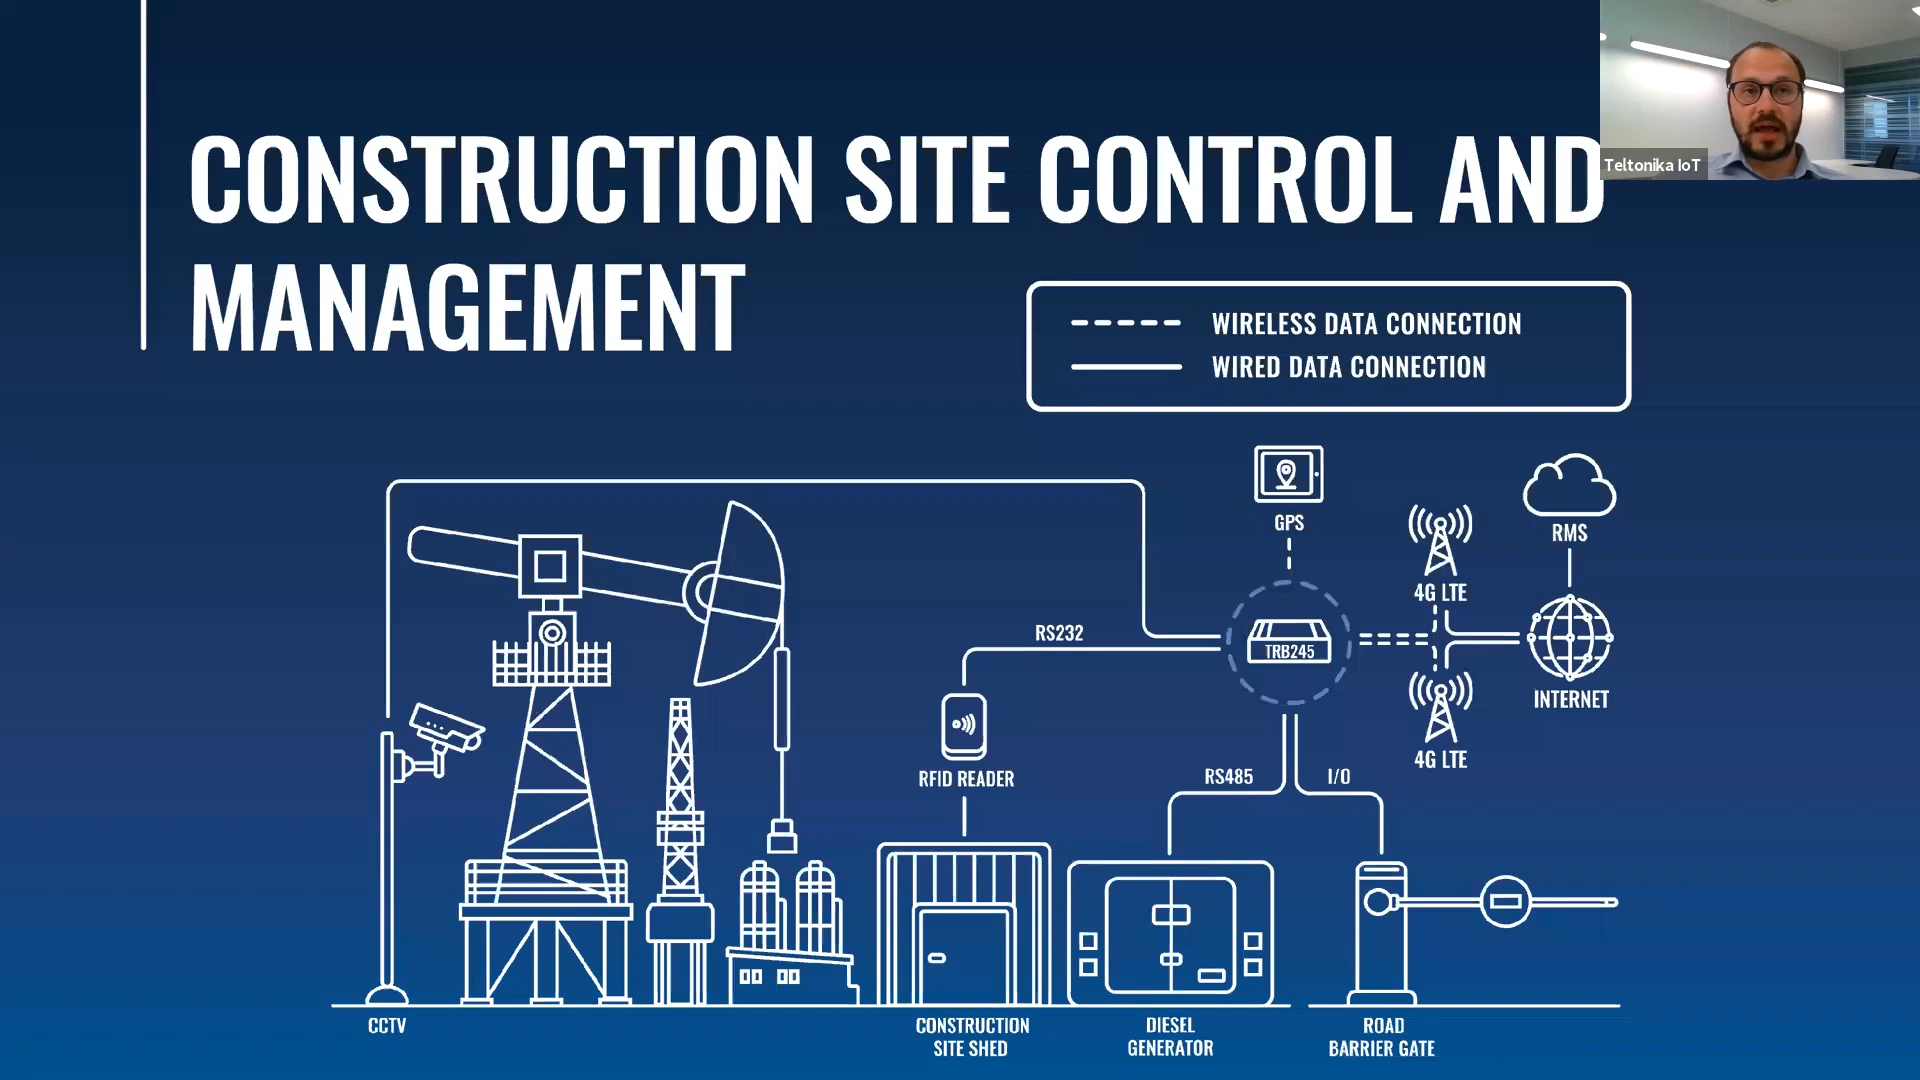 CONSTRUCTION SITE CONTROL AND
MANAGEMENT
Teltonika IoT
WIRELESS DATA CONNECTION
WIRED DATA CONNECTION
GPS
RMS
4G LTE
RS232
TRB245
INTERNET
4G LTE
RFID READER
RS485
I/O
CCTV
CONSTRUCTION
SITE SHED
DIESEL
GENERATOR
ROAD
BARRIER GATE